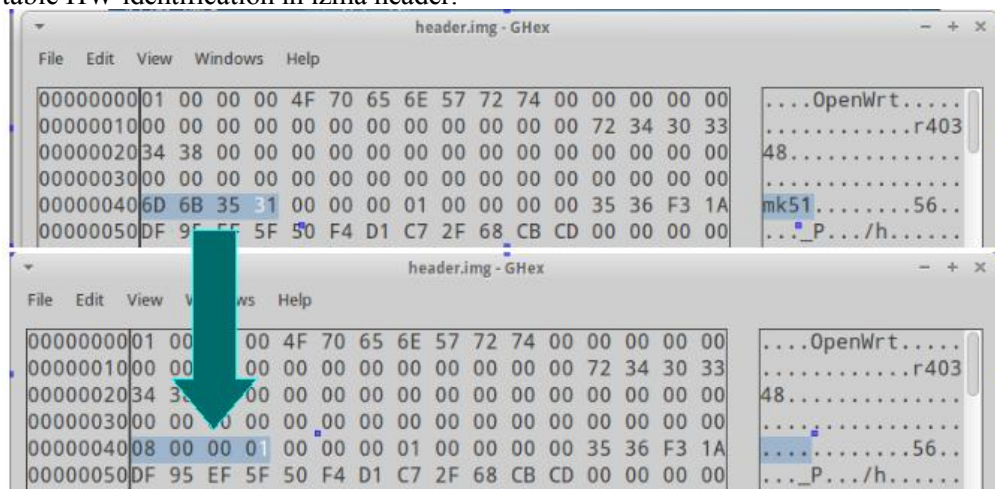 table HW identification in lzma header:
header.img - GHex
File Edit View Windows Help
00000000 01 00 00 00 4F 70 65 6E 57 72 74 00 00 00 00 00 ....OpenWrt.....
00000010 00 00 00 00 00 00 00 00 00 00 00 00 72 34 30 33 ............r403
00000020 34 38 00 00 00 00 00 00 00 00 00 00 00 00 00 00 48..............
00000030 00 00 00 00 00 00 00 00 00 00 00 00 00 00 00 00 ................
00000040 6D 6B 35 31 00 00 00 01 00 00 00 00 35 36 F3 1A mk51........56..
00000050 DF 95 EF 5F 50 F4 D1 C7 2F 68 CB CD 00 00 00 00 ..._P.../h......
header.img - GHex
File Edit View Help
00000000 01 00 00 4F 70 65 6E 57 72 74 00 00 00 00 00 ....OpenWrt.....
00000010 00 00 00 00 00 00 00 00 00 00 00 72 34 30 33 ............r403
00000020 34 00 00 00 00 00 00 00 00 00 00 00 00 00 48..............
00000030 00 00 00 00 00 00 00 00 00 00 00 00 00 00 ................
00000040 08 00 00 01 00 00 00 01 00 00 00 00 35 36 F3 1A ............56..
00000050 DF 95 EF 5F 50 F4 D1 C7 2F 68 CB CD 00 00 00 00 ..._P.../h......